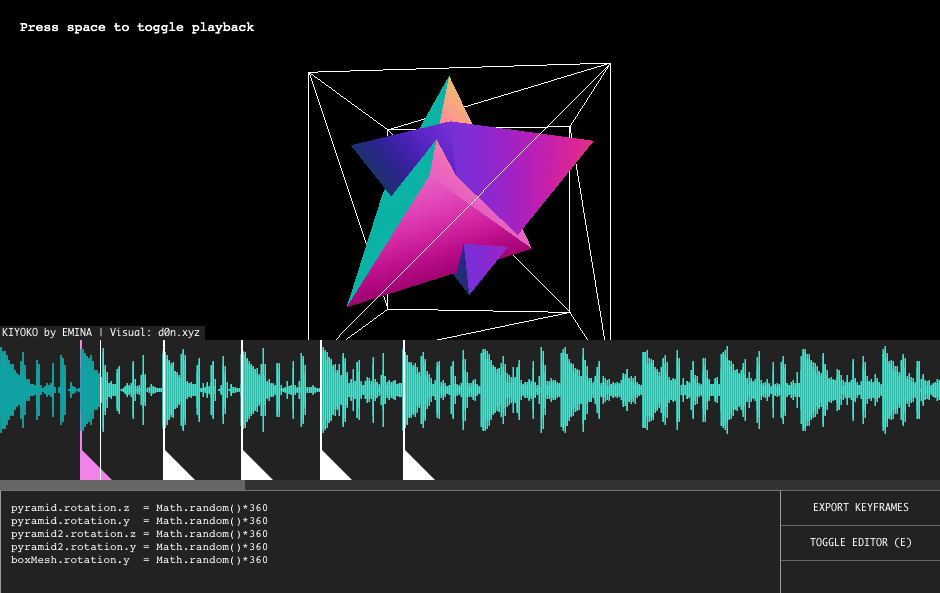 Press space to toggle playback
KIYOKO by EMINA | Visual: d0n.xyz
pyramid.rotation.z  = Math.random()*360
pyramid.rotation.y  = Math.random()*360
pyramid2.rotation.z = Math.random()*360
pyramid2.rotation.y = Math.random()*360
boxMesh.rotation.y  = Math.random()*360
EXPORT KEYFRAMES
TOGGLE EDITOR (E)